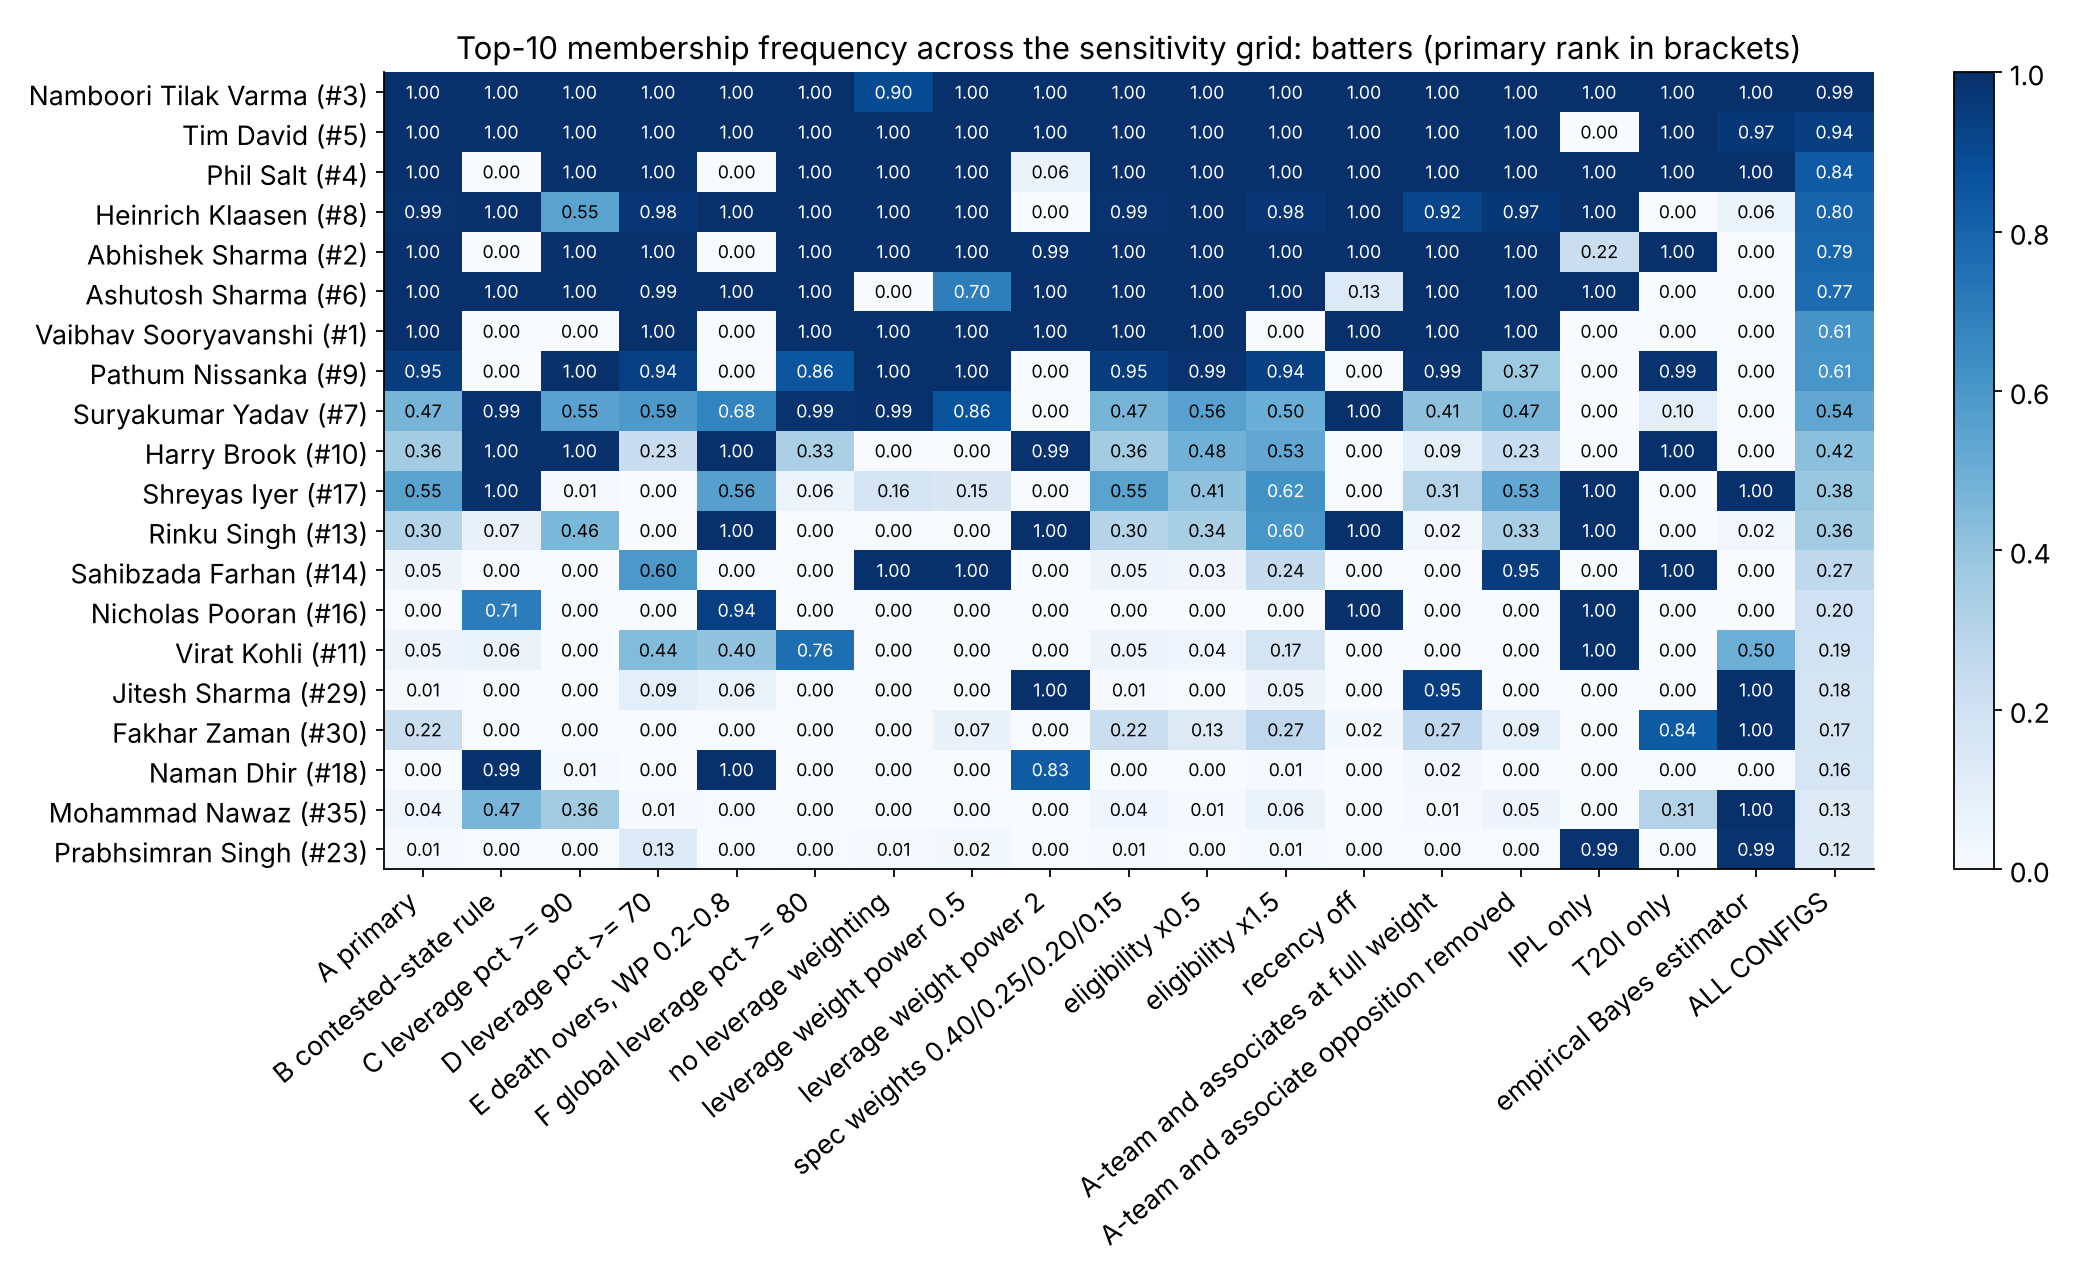 Top-10 membership frequency across the sensitivity grid: batters (primary rank in brackets)
Namboori Tilak Varma (#3) 1.00 1.00 1.00 1.00 1.00 1.00 0.90 1.00 1.00 1.00 1.00 1.00 1.00 1.00 1.00 1.00 1.00 1.00 0.99
Tim David (#5) 1.00 1.00 1.00 1.00 1.00 1.00 1.00 1.00 1.00 1.00 1.00 1.00 1.00 1.00 1.00 0.00 1.00 0.97 0.94
Phil Salt (#4) 1.00 0.00 1.00 1.00 0.00 1.00 1.00 1.00 0.06 1.00 1.00 1.00 1.00 1.00 1.00 1.00 1.00 1.00 0.84
Heinrich Klaasen (#8) 0.99 1.00 0.55 0.98 1.00 1.00 1.00 1.00 0.00 0.99 1.00 0.98 1.00 0.92 0.97 1.00 0.00 0.06 0.80
Abhishek Sharma (#2) 1.00 0.00 1.00 1.00 0.00 1.00 1.00 1.00 0.99 1.00 1.00 1.00 1.00 1.00 1.00 0.22 1.00 0.00 0.79
Ashutosh Sharma (#6) 1.00 1.00 1.00 0.99 1.00 1.00 0.00 0.70 1.00 1.00 1.00 1.00 0.13 1.00 1.00 1.00 0.00 0.00 0.77
Vaibhav Sooryavanshi (#1) 1.00 0.00 0.00 1.00 0.00 1.00 1.00 1.00 1.00 1.00 1.00 0.00 1.00 1.00 1.00 0.00 0.00 0.00 0.61
Pathum Nissanka (#9) 0.95 0.00 1.00 0.94 0.00 0.86 1.00 1.00 0.00 0.95 0.99 0.94 0.00 0.99 0.37 0.00 0.99 0.00 0.61
Suryakumar Yadav (#7) 0.47 0.99 0.55 0.59 0.68 0.99 0.99 0.86 0.00 0.47 0.56 0.50 1.00 0.41 0.47 0.00 0.10 0.00 0.54
Harry Brook (#10) 0.36 1.00 1.00 0.23 1.00 0.33 0.00 0.00 0.99 0.36 0.48 0.53 0.00 0.09 0.23 0.00 1.00 0.00 0.42
Shreyas Iyer (#17) 0.55 1.00 0.01 0.00 0.56 0.06 0.16 0.15 0.00 0.55 0.41 0.62 0.00 0.31 0.53 1.00 0.00 1.00 0.38
Rinku Singh (#13) 0.30 0.07 0.46 0.00 1.00 0.00 0.00 0.00 1.00 0.30 0.34 0.60 1.00 0.02 0.33 1.00 0.00 0.02 0.36
Sahibzada Farhan (#14) 0.05 0.00 0.00 0.60 0.00 0.00 1.00 1.00 0.00 0.05 0.03 0.24 0.00 0.00 0.95 0.00 1.00 0.00 0.27
Nicholas Pooran (#16) 0.00 0.71 0.00 0.00 0.94 0.00 0.00 0.00 0.00 0.00 0.00 0.00 1.00 0.00 0.00 1.00 0.00 0.00 0.20
Virat Kohli (#11) 0.05 0.06 0.00 0.44 0.40 0.76 0.00 0.00 0.00 0.05 0.04 0.17 0.00 0.00 0.00 1.00 0.00 0.50 0.19
Jitesh Sharma (#29) 0.01 0.00 0.00 0.09 0.06 0.00 0.00 0.00 1.00 0.01 0.00 0.05 0.00 0.95 0.00 0.00 0.00 1.00 0.18
Fakhar Zaman (#30) 0.22 0.00 0.00 0.00 0.00 0.00 0.00 0.07 0.00 0.22 0.13 0.27 0.02 0.27 0.09 0.00 0.84 1.00 0.17
Naman Dhir (#18) 0.00 0.99 0.01 0.00 1.00 0.00 0.00 0.00 0.83 0.00 0.00 0.01 0.00 0.02 0.00 0.00 0.00 0.00 0.16
Mohammad Nawaz (#35) 0.04 0.47 0.36 0.01 0.00 0.00 0.00 0.00 0.00 0.04 0.01 0.06 0.00 0.01 0.05 0.00 0.31 1.00 0.13
Prabhsimran Singh (#23) 0.01 0.00 0.00 0.13 0.00 0.00 0.01 0.02 0.00 0.01 0.00 0.01 0.00 0.00 0.00 0.99 0.00 0.99 0.12
A primary
B contested-state rule
C leverage pct >= 90
D leverage pct >= 70
E death overs, WP 0.2-0.8
F global leverage pct >= 80
no leverage weighting
leverage weight power 0.5
leverage weight power 2
spec weights 0.40/0.25/0.20/0.15
eligibility x0.5
eligibility x1.5
recency off
A-team and associates at full weight
A-team and associate opposition removed
IPL only
T20I only
empirical Bayes estimator
ALL CONFIGS
1.0
0.8
0.6
0.4
0.2
0.0